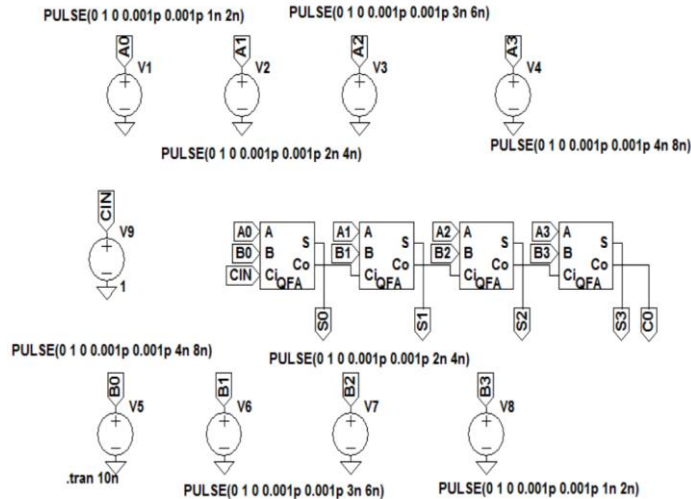 PULSE(0 1 0 0.001p 0.001p 1n 2n)
PULSE(0 1 0 0.001p 0.001p 3n 6n)
A0
A1
A2
A3
V1
V2
V3
V4
PULSE(0 1 0 0.001p 0.001p 2n 4n)
PULSE(0 1 0 0.001p 0.001p 4n 8n)
CIN
V9
1
A0 A S
B0 B Co
CIN Ci QFA
A1 A S
B1 B Co
Ci QFA
A2 A S
B2 B Co
Ci QFA
A3 A S
B3 B Co
Ci QFA
S0
S1
S2
S3
C0
PULSE(0 1 0 0.001p 0.001p 4n 8n)
PULSE(0 1 0 0.001p 0.001p 2n 4n)
B0
B1
B2
B3
V5
V6
V7
V8
.tran 10n
PULSE(0 1 0 0.001p 0.001p 3n 6n)
PULSE(0 1 0 0.001p 0.001p 1n 2n)